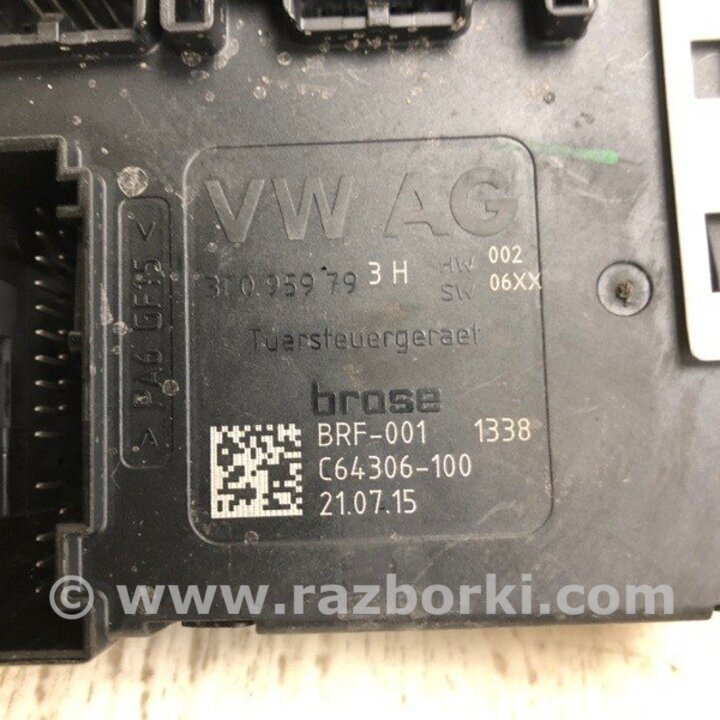 VW AG
959 79 3 H HW 002
SW 06XX
Tuersteuergeraet
brose
BRF-001 1338
C64306-100
21.07.15
> PA6 GF15 <
© www.razborki.com